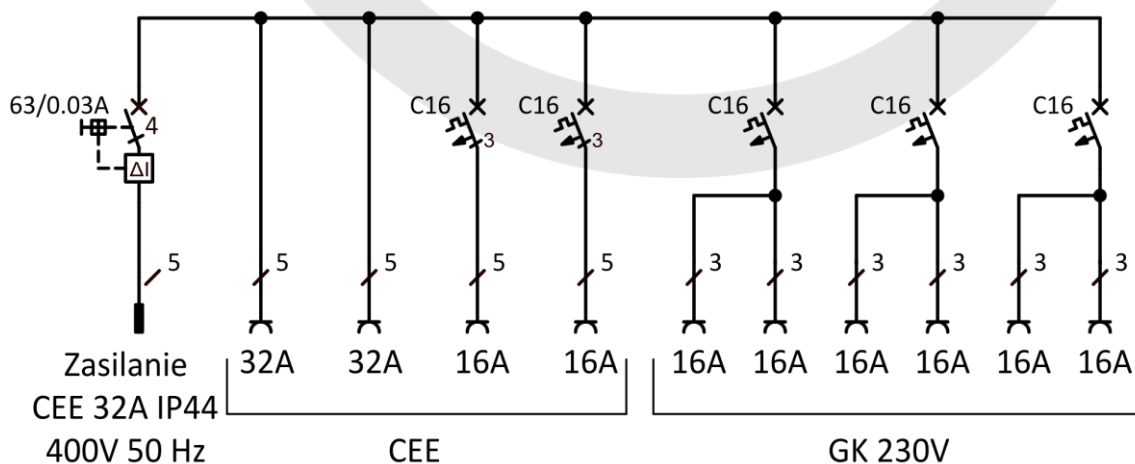 63/0.03A
4
ΔI
C16
3
C16
3
C16
C16
C16
5
5
5
5
5
3
3
3
3
3
3
Zasilanie
CEE 32A IP44
400V 50 Hz
32A
32A
16A
16A
CEE
16A
16A
16A
16A
16A
16A
GK 230V